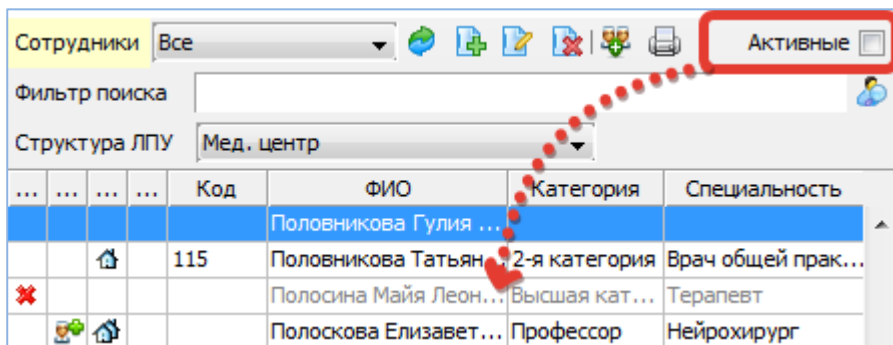 Сотрудники Все Активные
Фильтр поиска
Структура ЛПУ Мед. центр
... ... ... ... Код ФИО Категория Специальность
Половникова Гулия ...
115 Половникова Татьян... 2-я категория Врач общей прак...
Полосина Майя Леон... Высшая кат... Терапевт
Полоскова Елизавет... Профессор Нейрохирург